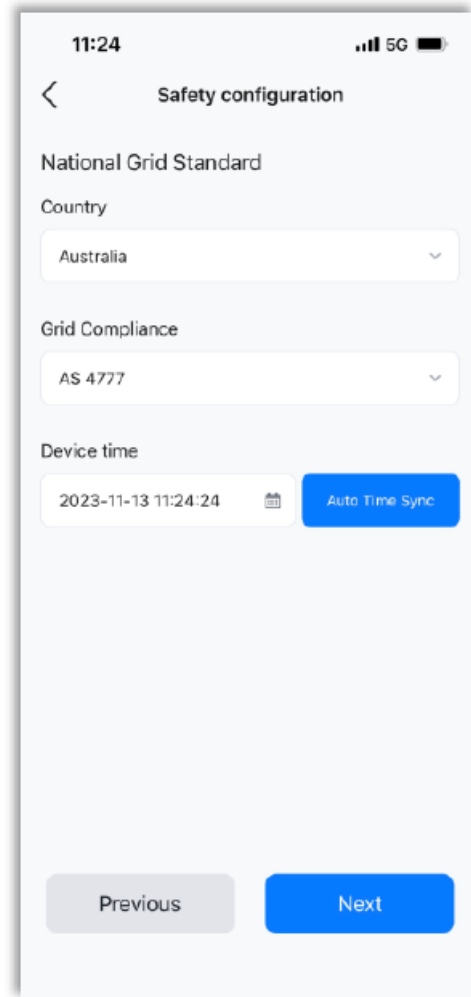 11:24 5G
Safety configuration
National Grid Standard
Country
Australia
Grid Compliance
AS 4777
Device time
2023-11-13 11:24:24 Auto Time Sync
Previous Next